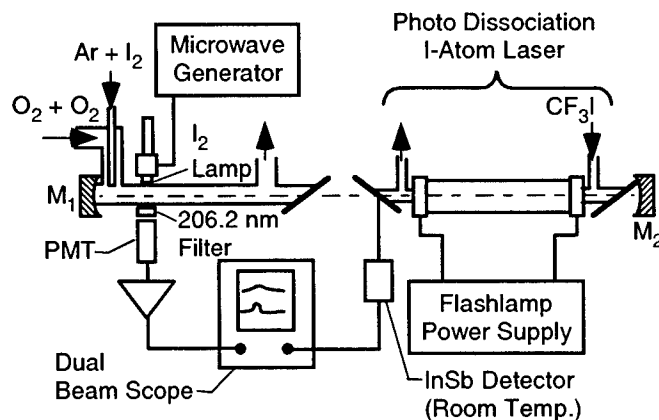 Photo Dissociation
I-Atom Laser
Microwave
Generator
Ar + I₂
O₂ + O₂
CF₃I
I₂
Lamp
M₁
M₂
206.2 nm
Filter
PMT
Flashlamp
Power Supply
Dual
Beam Scope
InSb Detector
(Room Temp.)